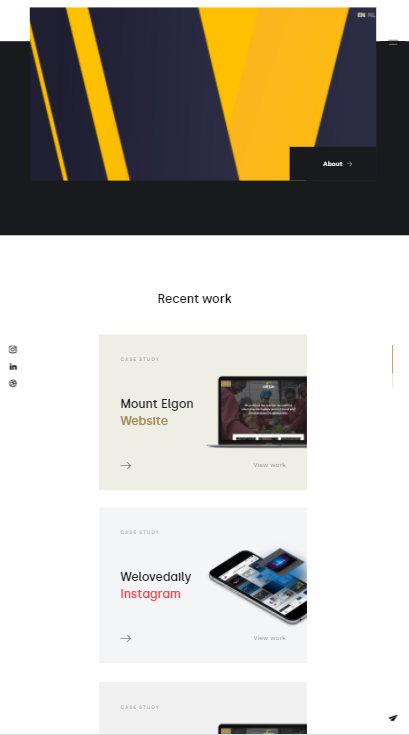 EN NL
About →
Recent work
CASE STUDY
Mount Elgon
Website
→
View work
CASE STUDY
Welovedaily
Instagram
→
View work
CASE STUDY